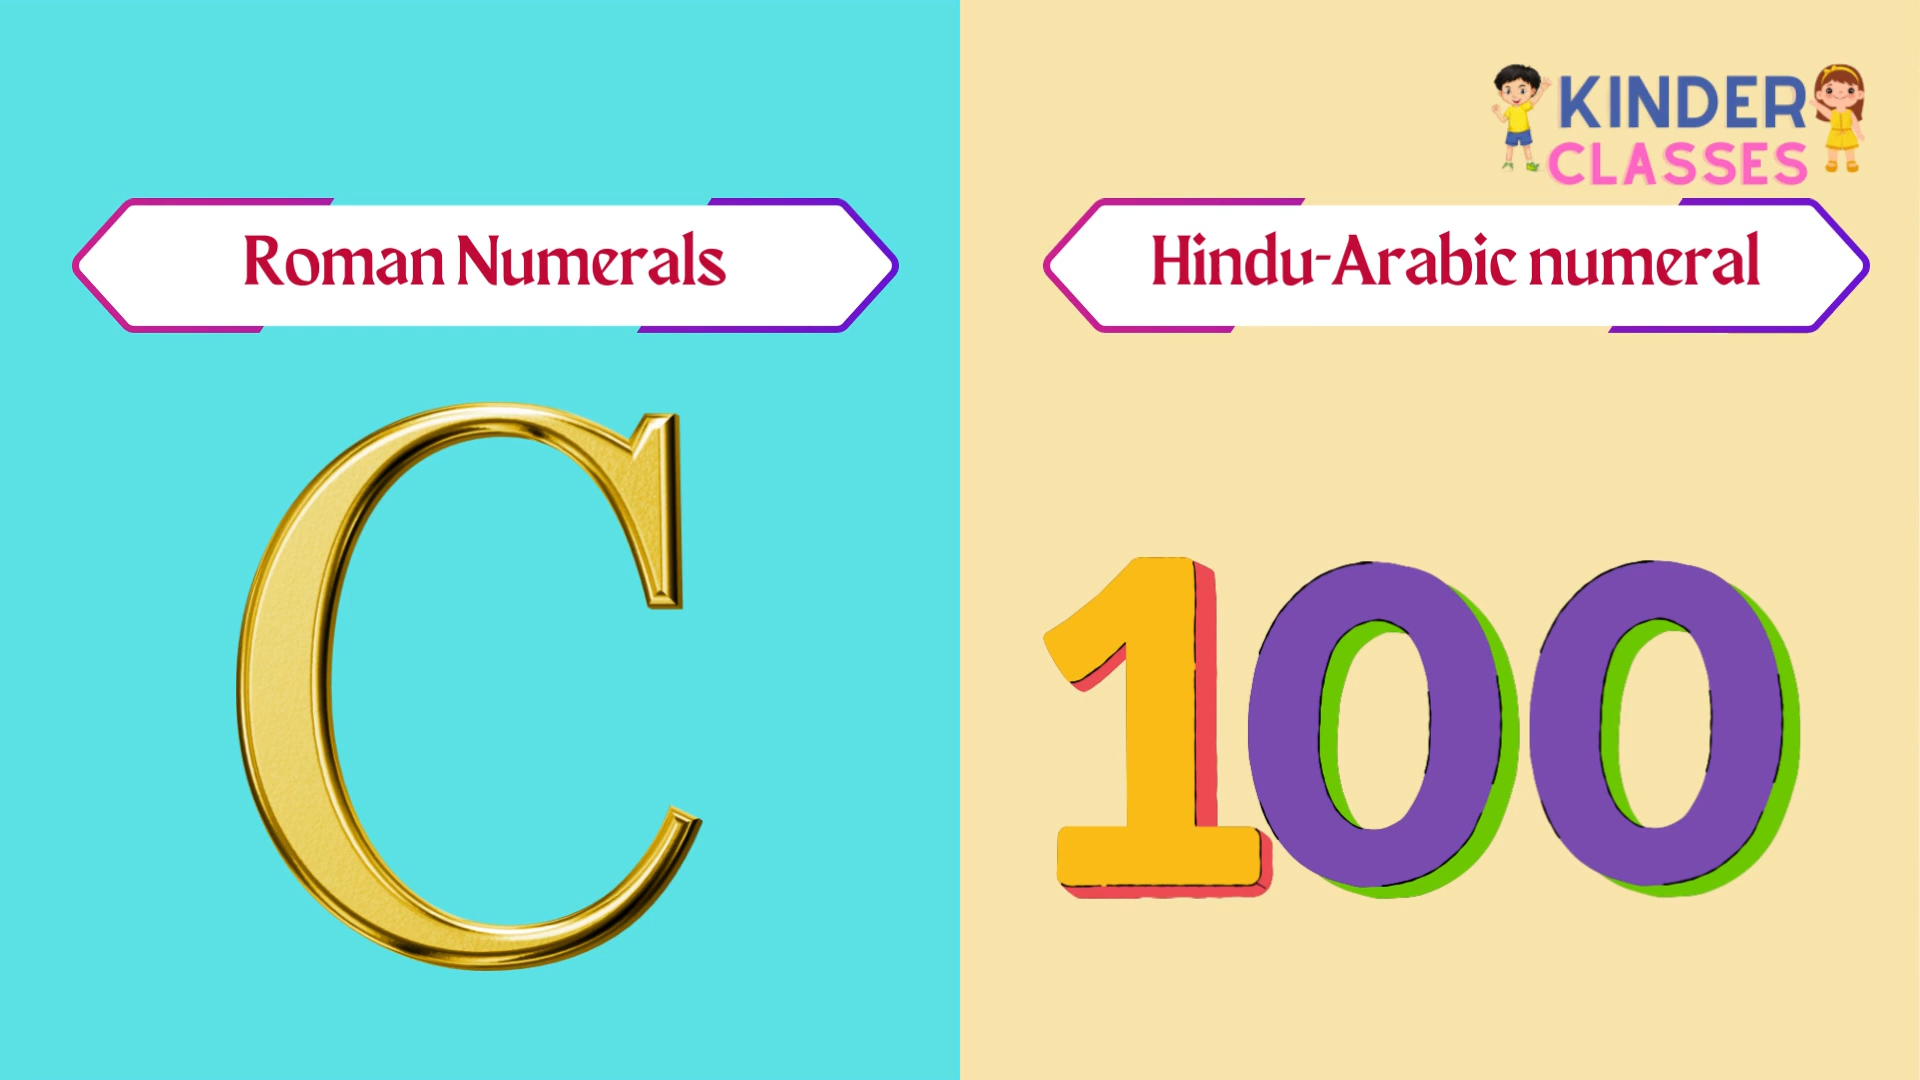 KINDER
CLASSES
Roman Numerals
Hindu-Arabic numeral
C
100